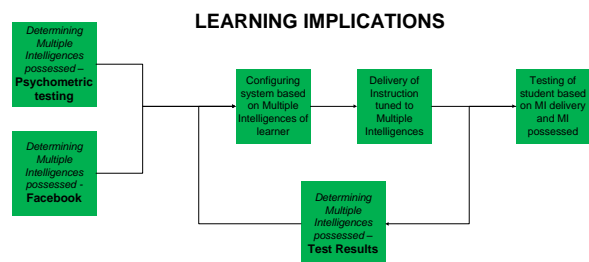 LEARNING IMPLICATIONS
Determining
Multiple
Intelligences
possessed –
Psychometric
testing
Determining
Multiple
Intelligences
possessed -
Facebook
Configuring
system based
on Multiple
Intelligences of
learner
Delivery of
Instruction
tuned to
Multiple
Intelligences
Testing of
student based
on MI delivery
and MI
possessed
Determining
Multiple
Intelligences
possessed –
Test Results